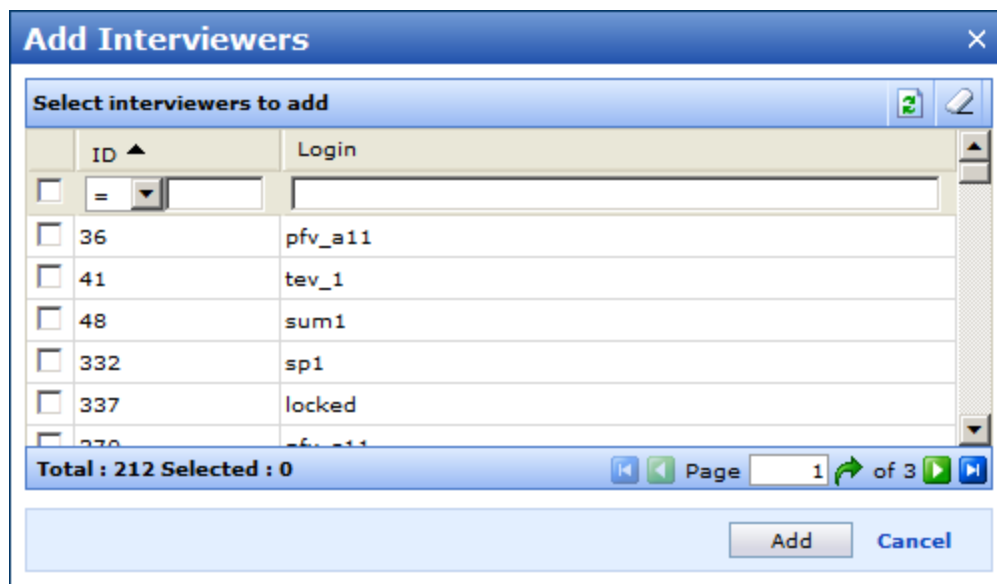 Add Interviewers
Select interviewers to add
ID Login
=
36 pfv_a11
41 tev_1
48 sum1
332 sp1
337 locked
Total : 212 Selected : 0 Page 1 of 3
Add Cancel